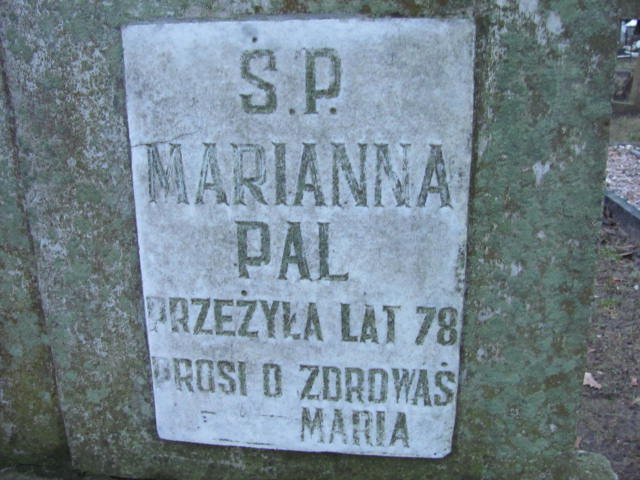 Ś.P.
MARIANNA
PAL
PRZEŻYŁA LAT 78
PROSI O ZDROWAŚ
MARIA